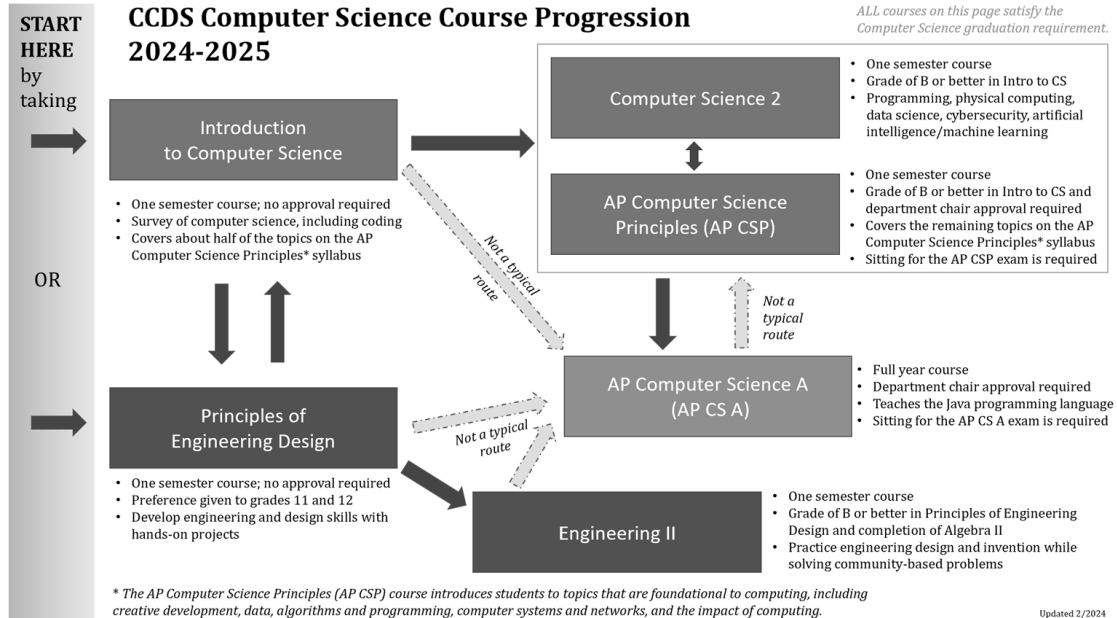 START
HERE
by
taking
CCDS Computer Science Course Progression
2024-2025
ALL courses on this page satisfy the
Computer Science graduation requirement.
Introduction
to Computer Science
• One semester course; no approval required
• Survey of computer science, including coding
• Covers about half of the topics on the AP
Computer Science Principles* syllabus
Computer Science 2
• One semester course
• Grade of B or better in Intro to CS
• Programming, physical computing,
data science, cybersecurity, artificial
intelligence/machine learning
AP Computer Science
Principles (AP CSP)
• One semester course
• Grade of B or better in Intro to CS and
department chair approval required
• Covers the remaining topics on the AP
Computer Science Principles* syllabus
• Sitting for the AP CSP exam is required
Not a typical
route
OR
Not a
typical
route
AP Computer Science A
(AP CS A)
• Full year course
• Department chair approval required
• Teaches the Java programming language
• Sitting for the AP CS A exam is required
Principles of
Engineering Design
• One semester course; no approval required
• Preference given to grades 11 and 12
• Develop engineering and design skills with
hands-on projects
Not a typical
route
Engineering II
• One semester course
• Grade of B or better in Principles of Engineering
Design and completion of Algebra II
• Practice engineering design and invention while
solving community-based problems
* The AP Computer Science Principles (AP CSP) course introduces students to topics that are foundational to computing, including
creative development, data, algorithms and programming, computer systems and networks, and the impact of computing.
Updated 2/2024